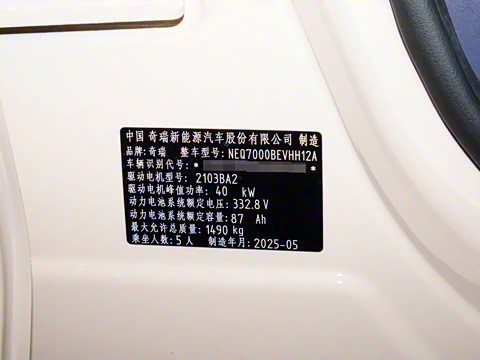 中国 奇瑞新能源汽车股份有限公司 制造
品牌: 奇瑞 整车型号: NEQ7000BEVHH12A
车辆识别代号: * *
驱动电机型号: 2103BA2
驱动电机峰值功率: 40 kW
动力电池系统额定电压: 332.8 V
动力电池系统额定容量: 87 Ah
最大允许总质量: 1490 kg
乘坐人数: 5 人 制造年月: 2025-05